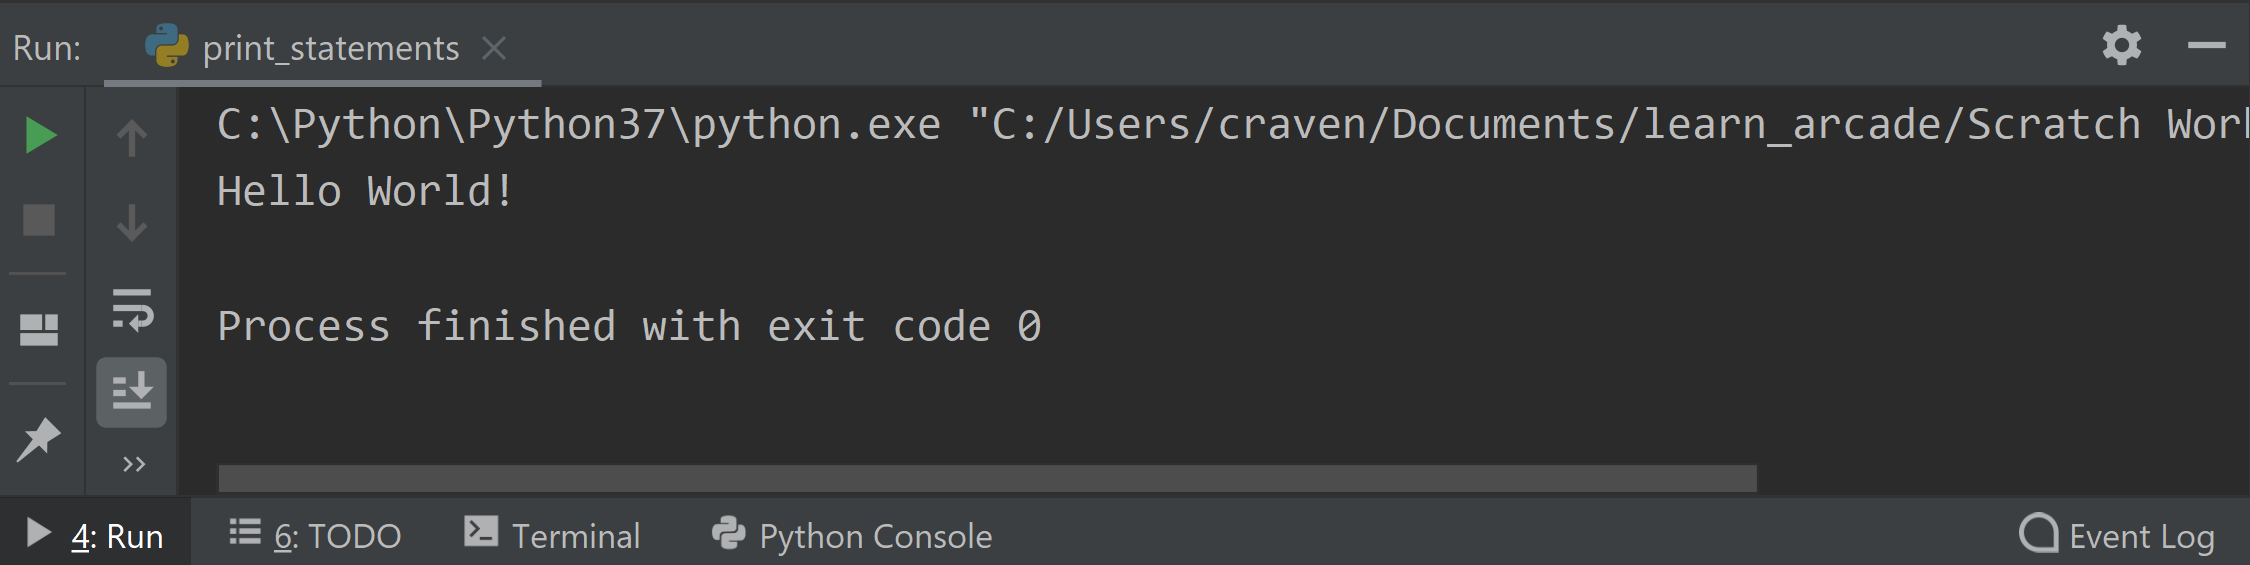 Run: print_statements
C:\Python\Python37\python.exe "C:/Users/craven/Documents/learn_arcade/Scratch
Hello World!
Process finished with exit code 0
4: Run 6: TODO Terminal Python Console Event Log